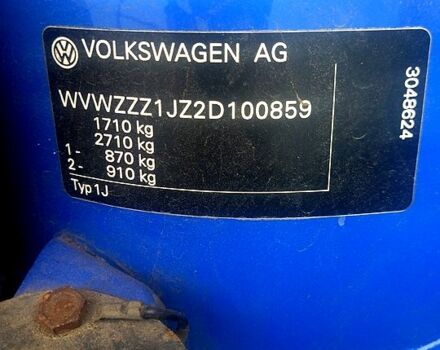 VOLKSWAGEN AG
WVWZZZ1JZ2D100859
1710 kg
2710 kg
1- 870 kg
2- 910 kg
Typ 1J
3048624